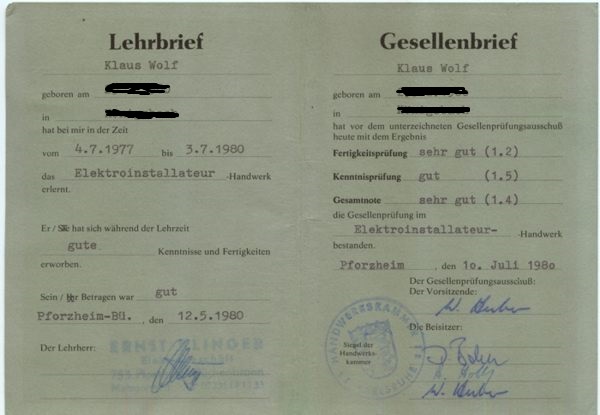 Lehrbrief
Klaus Wolf
geboren am
in
hat bei mir in der Zeit
vom 4.7.1977 bis 3.7.1980
das Elektroinstallateur -Handwerk
erlernt.
Er / Sie hat sich während der Lehrzeit
gute Kenntnisse und Fertigkeiten
erworben.
Sein / Ihr Betragen war gut
Pforzheim-Bü. , den 12.5.1980
Der Lehrherr:
Gesellenbrief
Klaus Wolf
geboren am
in
hat vor dem unterzeichneten Gesellenprüfungsausschuß
heute mit dem Ergebnis
Fertigkeitsprüfung sehr gut (1.2)
Kenntnisprüfung gut (1.5)
Gesamtnote sehr gut (1.4)
die Gesellenprüfung im
Elektroinstallateur- -Handwerk
bestanden.
Pforzheim , den 1o. Juli 198o
Der Gesellenprüfungsausschuß:
Der Vorsitzende:
Die Beisitzer:
Siegel der
Handwerks-
kammer
HANDWERKSKAMMER